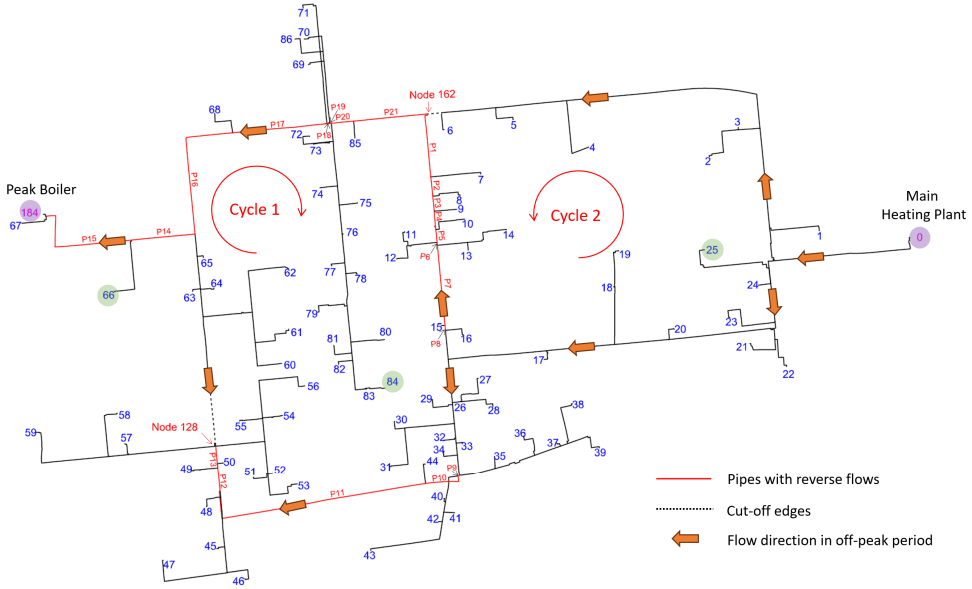 71
86
70
69
Node 162
P19
P20
P21
68
P17
72
P18
73
85
6
5
4
3
2
P1
P16
7
P2
8
P3
9
P4
10
P5
11
12
P6
13
14
74
75
76
77
78
79
80
81
82
83
84
Cycle 1
Cycle 2
Peak Boiler
184
67
P15
P14
66
65
64
63
62
61
60
Main
Heating Plant
0
1
25
24
23
22
21
20
19
18
17
P7
15
16
P8
56
55
54
53
52
51
58
59
57
Node 128
P13
50
49
P12
48
P11
45
46
47
29
26
27
28
30
31
32
33
34
44
P9
P10
35
36
37
38
39
40
41
42
43
Pipes with reverse flows
Cut-off edges
Flow direction in off-peak period